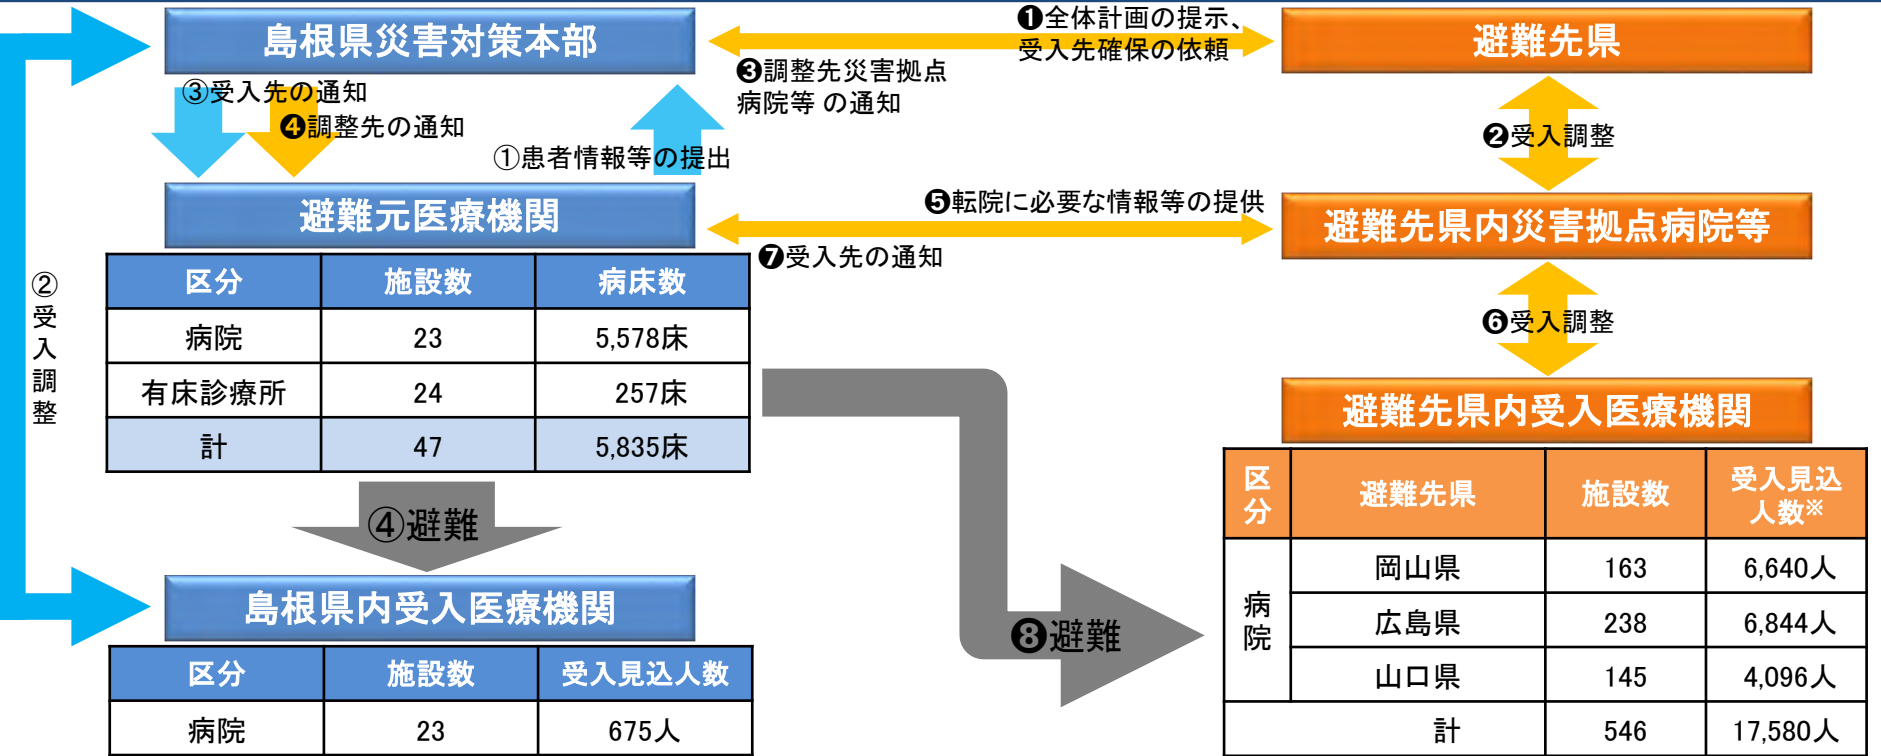 島根県災害対策本部
❶全体計画の提示、
受入先確保の依頼
避難先県
❸調整先災害拠点
病院等 の通知
③受入先の通知
❹調整先の通知
①患者情報等の提出
❷受入調整
避難元医療機関
❺転院に必要な情報等の提供
❼受入先の通知
避難先県内災害拠点病院等
②受入調整
区分 施設数 病床数
病院 23 5,578床
有床診療所 24 257床
計 47 5,835床
❻受入調整
避難先県内受入医療機関
④避難
❽避難
島根県内受入医療機関
区分 施設数 受入見込人数
病院 23 675人
区分 避難先県 施設数 受入見込人数※
病院 岡山県 163 6,640人
広島県 238 6,844人
山口県 145 4,096人
計 546 17,580人